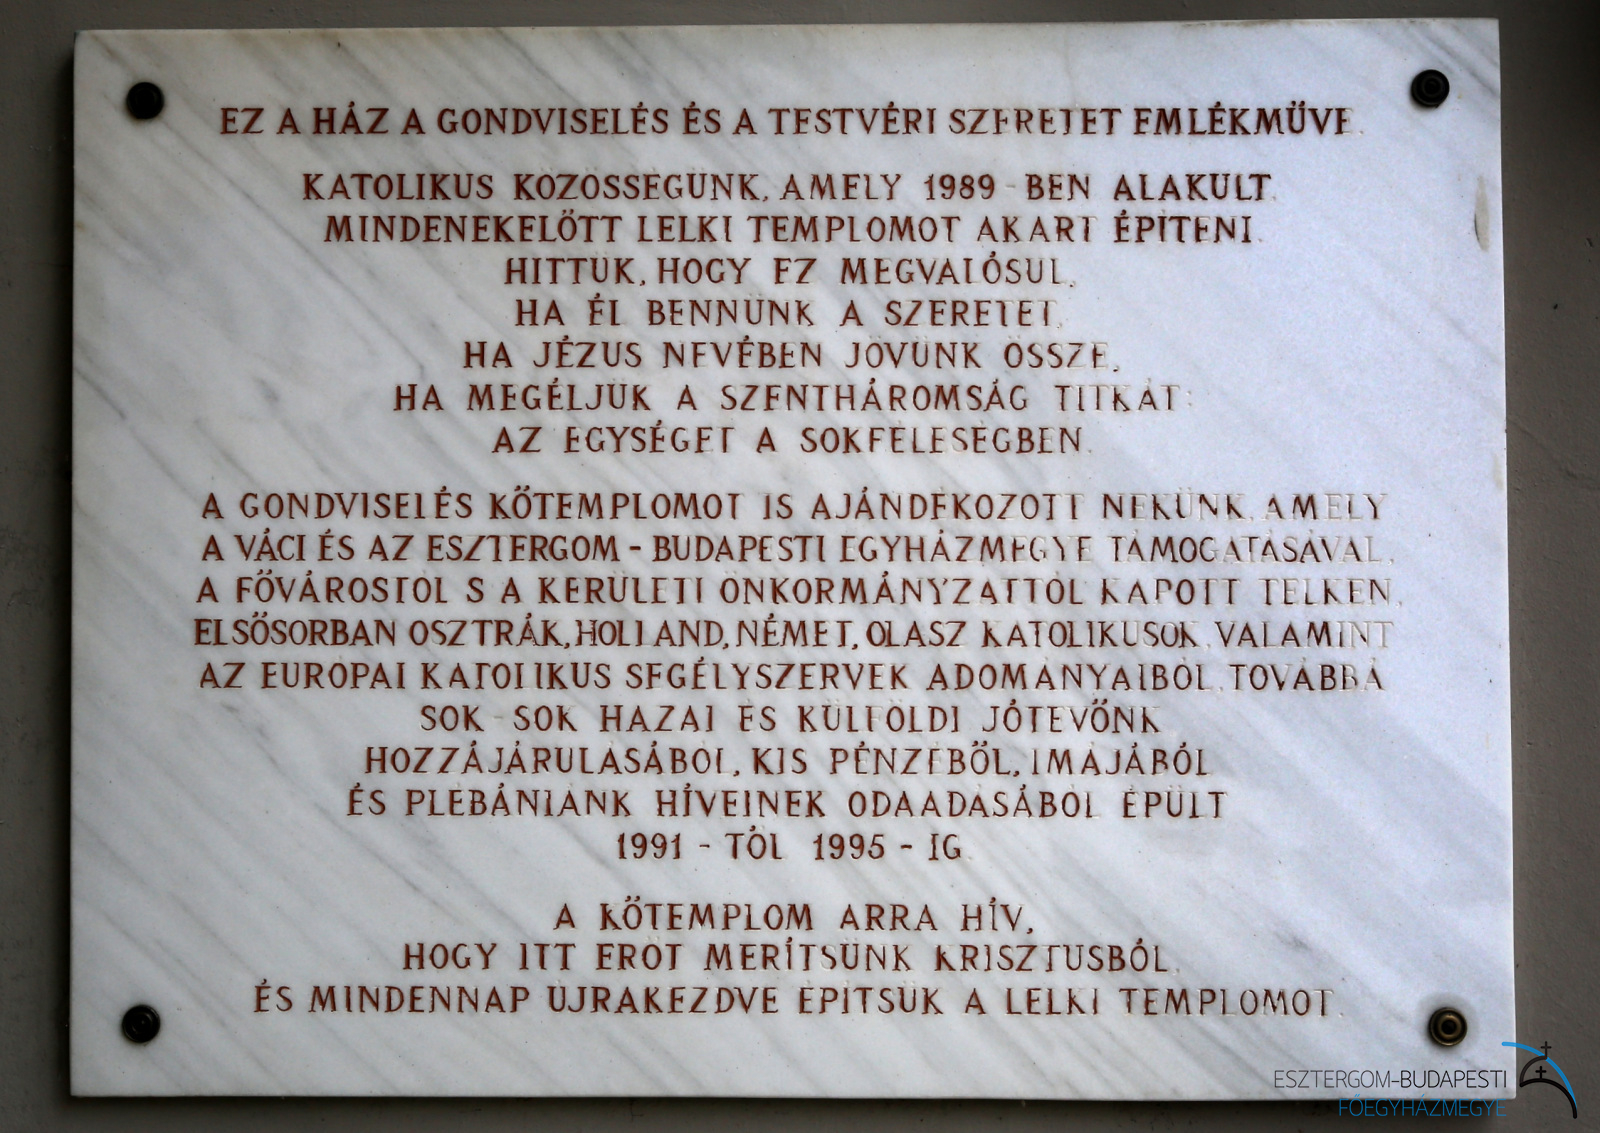 EZ A HÁZ A GONDVISELÉS ÉS A TESTVÉRI SZERETET EMLÉKMŰVE.
KATOLIKUS KÖZÖSSÉGÜNK, AMELY 1989-BEN ALAKULT,
MINDENEKELŐTT LELKI TEMPLOMOT AKART ÉPÍTENI.
HITTÜK, HOGY EZ MEGVALÓSUL,
HA ÉL BENNÜNK A SZERETET,
HA JÉZUS NEVÉBEN JÖVÜNK ÖSSZE,
HA MEGÉLJÜK A SZENTHÁROMSÁG TITKÁT:
AZ EGYSÉGET A SOKFÉLESÉGBEN.
A GONDVISELÉS KŐTEMPLOMOT IS AJÁNDÉKOZOTT NEKÜNK, AMELY
A VÁCI ÉS AZ ESZTERGOM - BUDAPESTI EGYHÁZMEGYE TÁMOGATÁSÁVAL,
A FŐVÁROSTÓL S A KERÜLETI ÖNKORMÁNYZATTÓL KAPOTT TELKEN,
ELSŐSORBAN OSZTRÁK, HOLLAND, NÉMET, OLASZ KATOLIKUSOK, VALAMINT
AZ EURÓPAI KATOLIKUS SEGÉLYSZERVEK ADOMÁNYAIBÓL, TOVÁBBÁ
SOK - SOK HAZAI ÉS KÜLFÖLDI JÓTEVŐNK
HOZZÁJÁRULÁSÁBÓL, KIS PÉNZÉBŐL, IMÁJÁBÓL
ÉS PLÉBÁNIÁNK HÍVEINEK ODAADÁSÁBÓL ÉPÜLT
1991 - TŐL 1995 - IG.
A KŐTEMPLOM ARRA HÍV,
HOGY ITT ERŐT MERÍTSÜNK KRISZTUSBÓL,
ÉS MINDENNAP ÚJRAKEZDVE ÉPÍTSÜK A LELKI TEMPLOMOT.
ESZTERGOM-BUDAPESTI
FŐEGYHÁZMEGYE